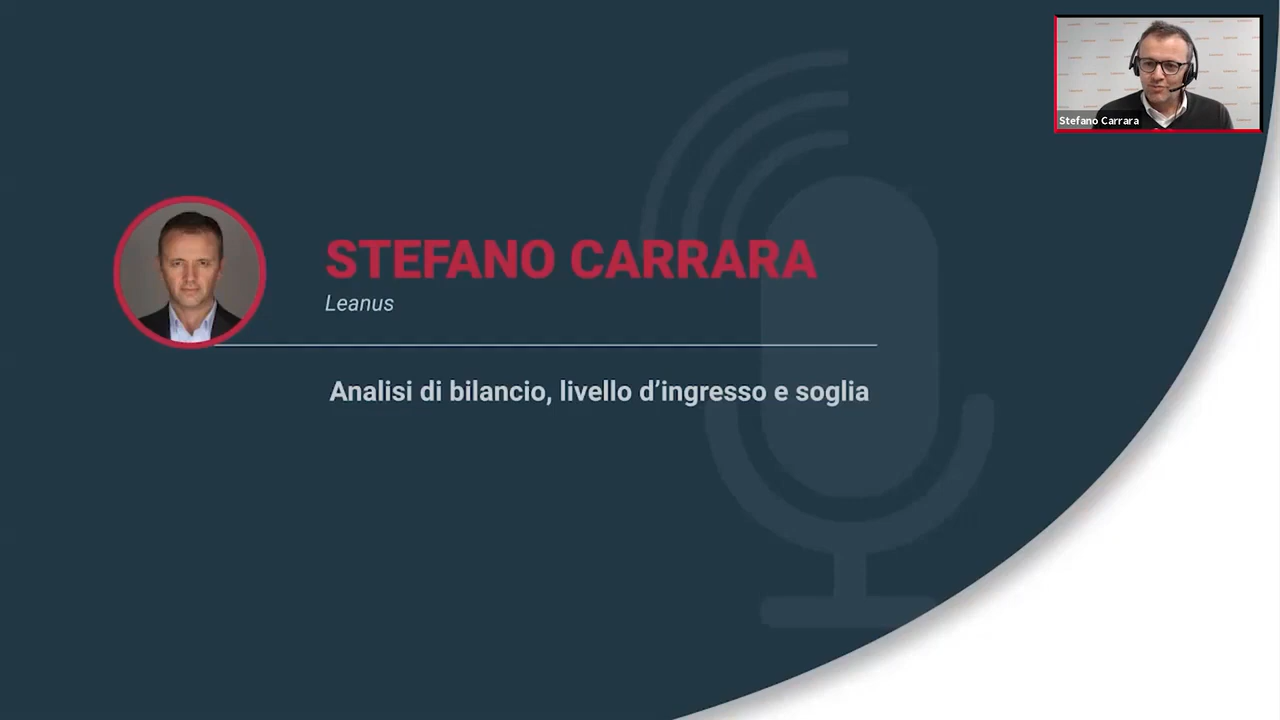 Stefano Carrara
STEFANO CARRARA
Leanus
Analisi di bilancio, livello d’ingresso e soglia